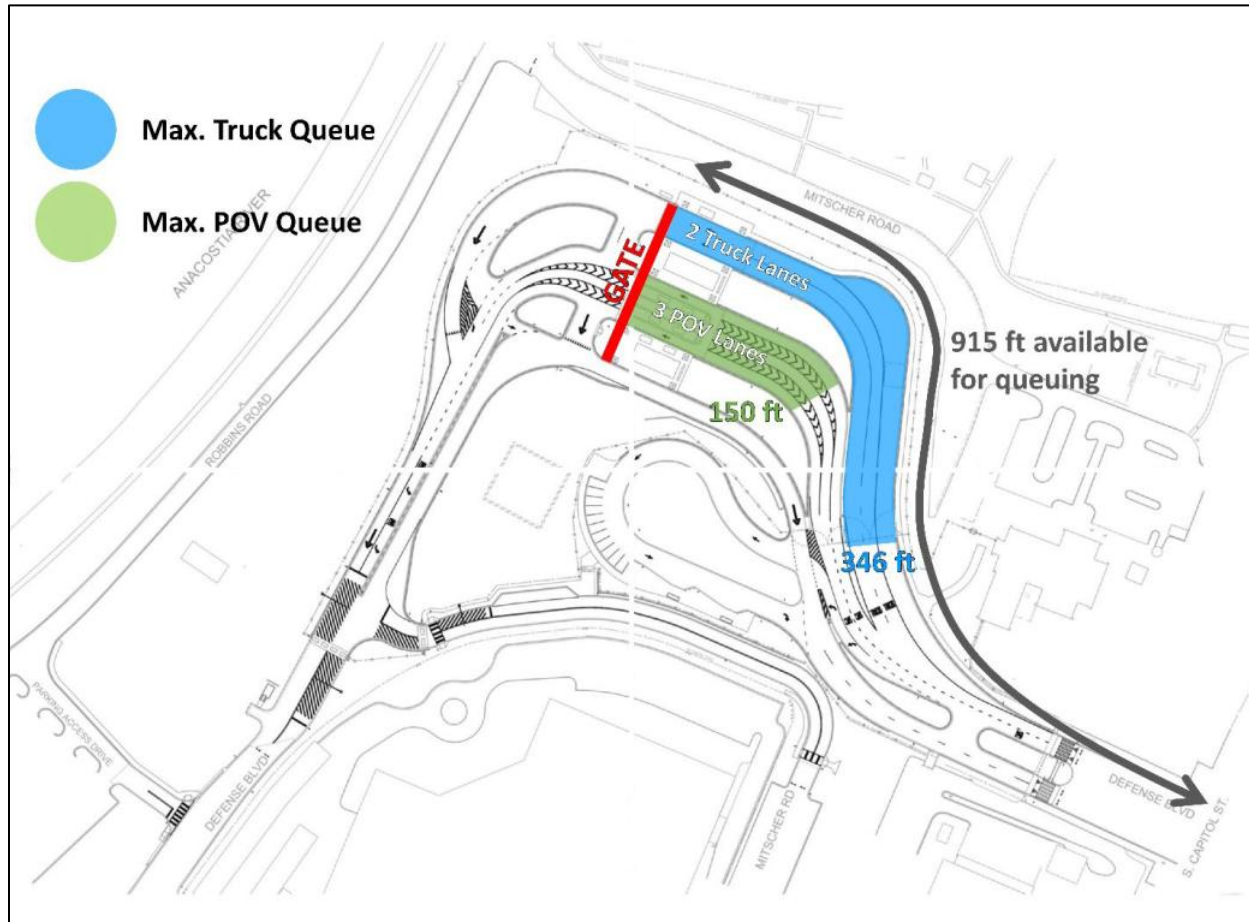 Max. Truck Queue
Max. POV Queue
ANACOSTIA RIVER
ROBBINS ROAD
MITSCHER ROAD
GATE
2 Truck Lanes
3 POV Lanes
915 ft available
for queuing
150 ft
346 ft
PARKING ACCESS DRIVE
DEFENSE BLVD
MITSCHER RD
DEFENSE BLVD
S. CAPITOL ST.